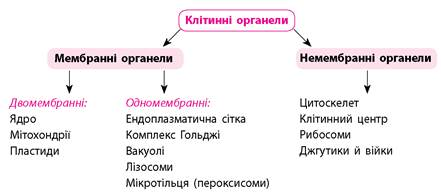 Клітинні органели
Мембранні органели
Немембранні органели
Двомембранні:
Ядро
Мітохондрії
Пластиди
Одномембранні:
Ендоплазматична сітка
Комплекс Гольджі
Вакуолі
Лізосоми
Мікротільця (пероксисоми)
Цитоскелет
Клітинний центр
Рибосоми
Джгутики й війки